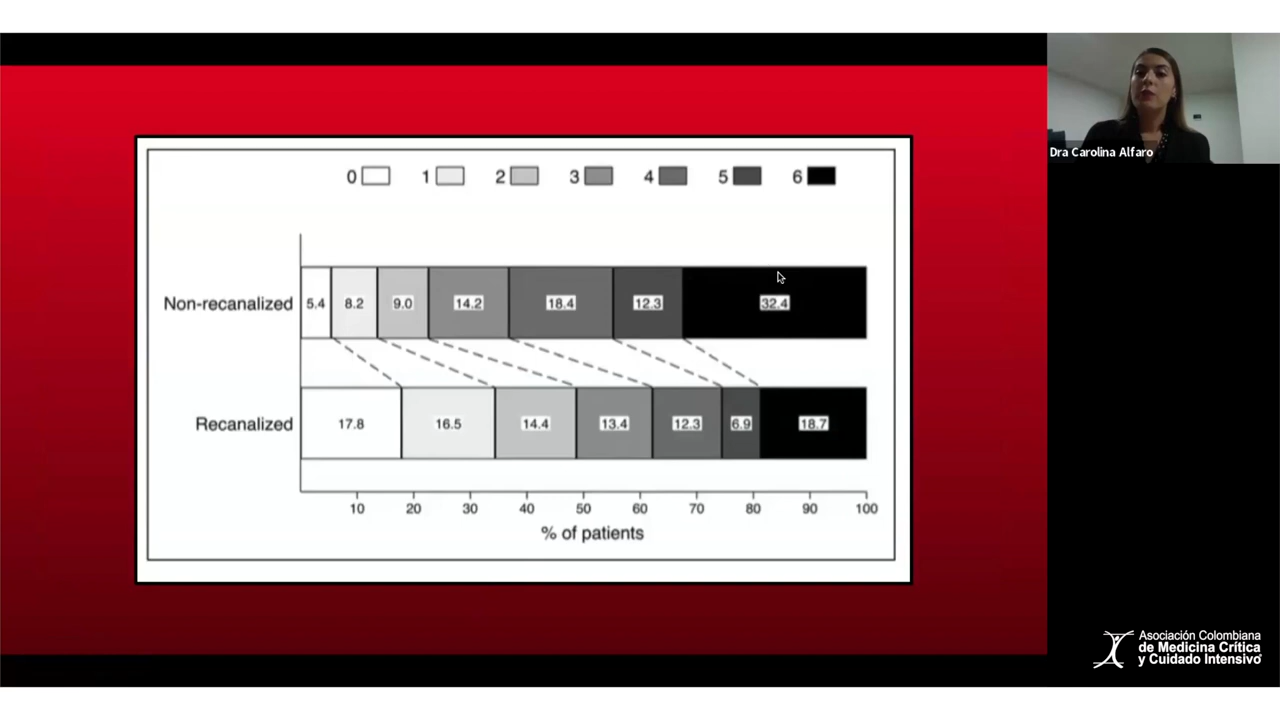 0 1 2 3 4 5 6
Non-recanalized 5.4 8.2 9.0 14.2 18.4 12.3 32.4
Recanalized 17.8 16.5 14.4 13.4 12.3 6.9 18.7
10 20 30 40 50 60 70 80 90 100
% of patients
Dra Carolina Alfaro
Asociación Colombiana
de Medicina Crítica
y Cuidado Intensivo